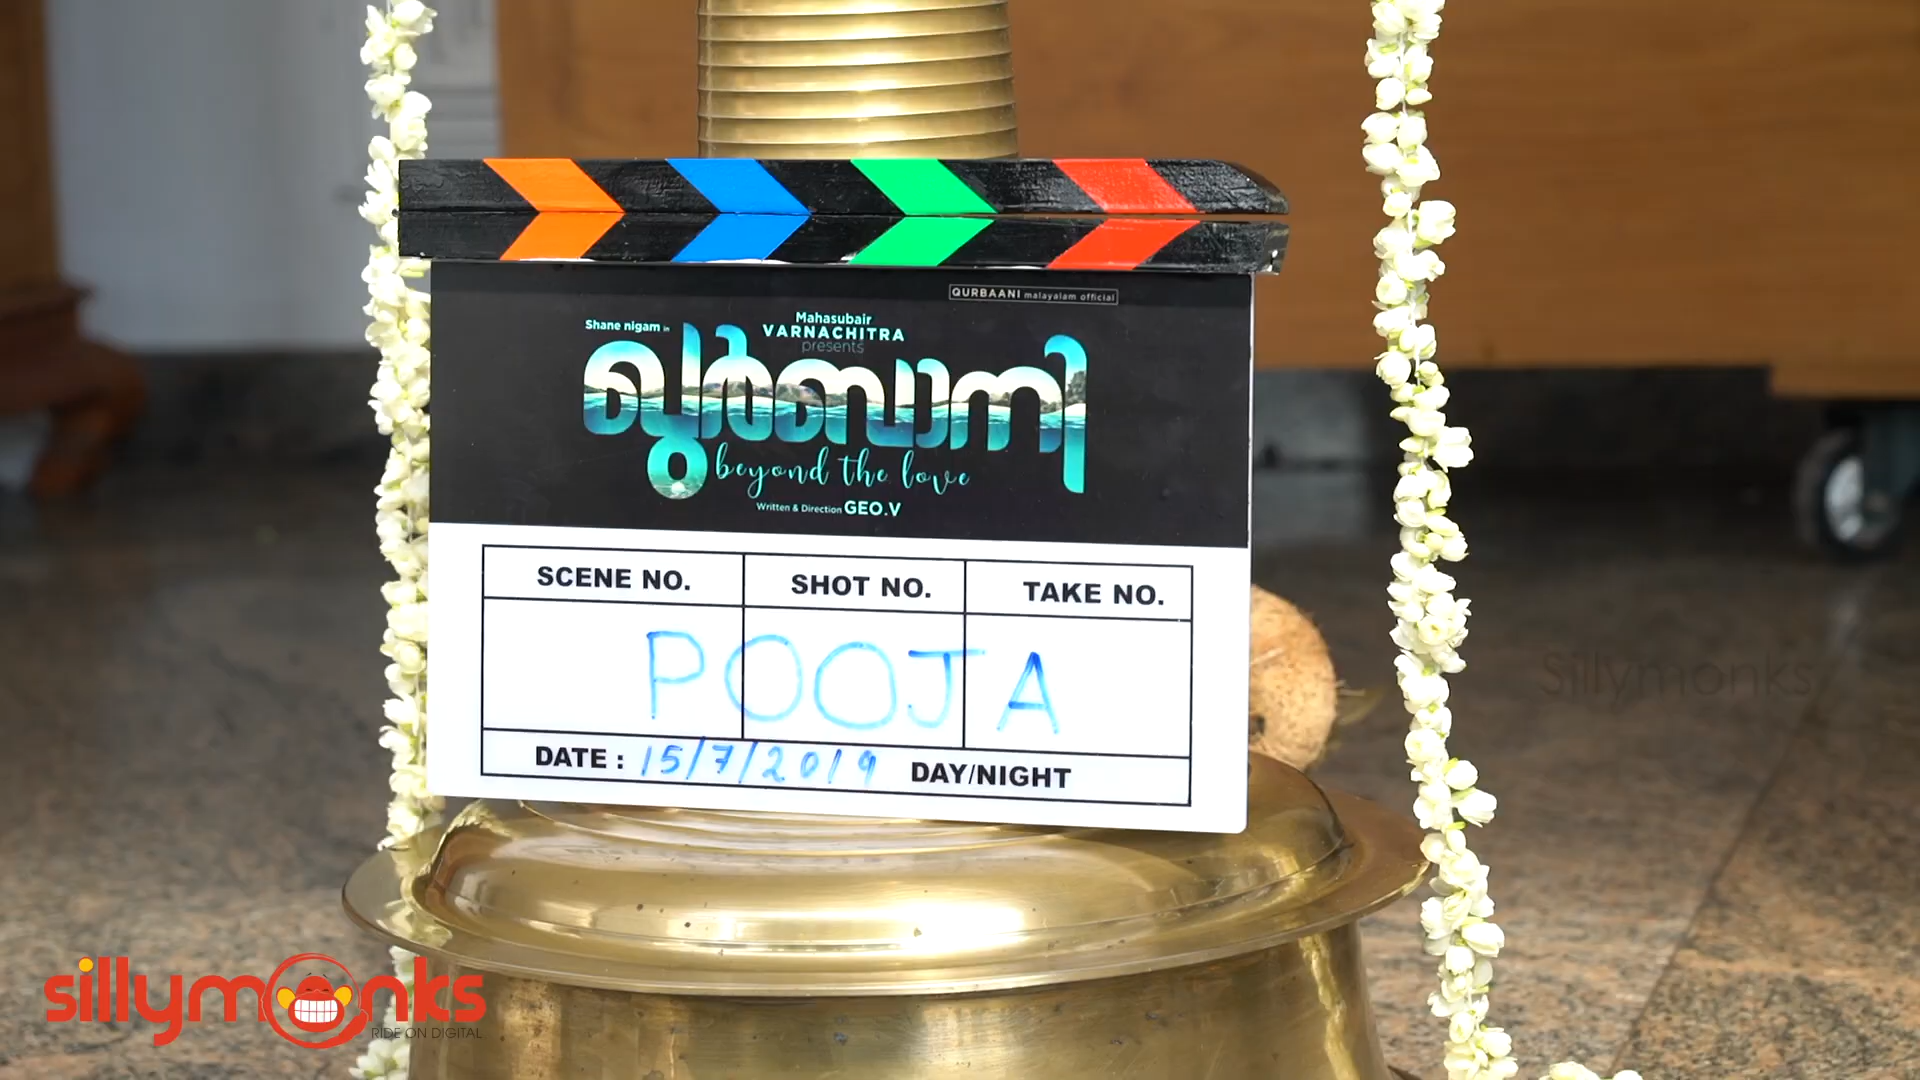 QURBAANI malayalam official
Shane nigam in
Mahasubair
VARNACHITRA
presents
ഖുർബാനി
beyond the love
Written & Direction GEO.V
SCENE NO. SHOT NO. TAKE NO.
POOJA
DATE : 15/7/2019 DAY/NIGHT
Sillymonks
sillymonks
RIDE ON DIGITAL